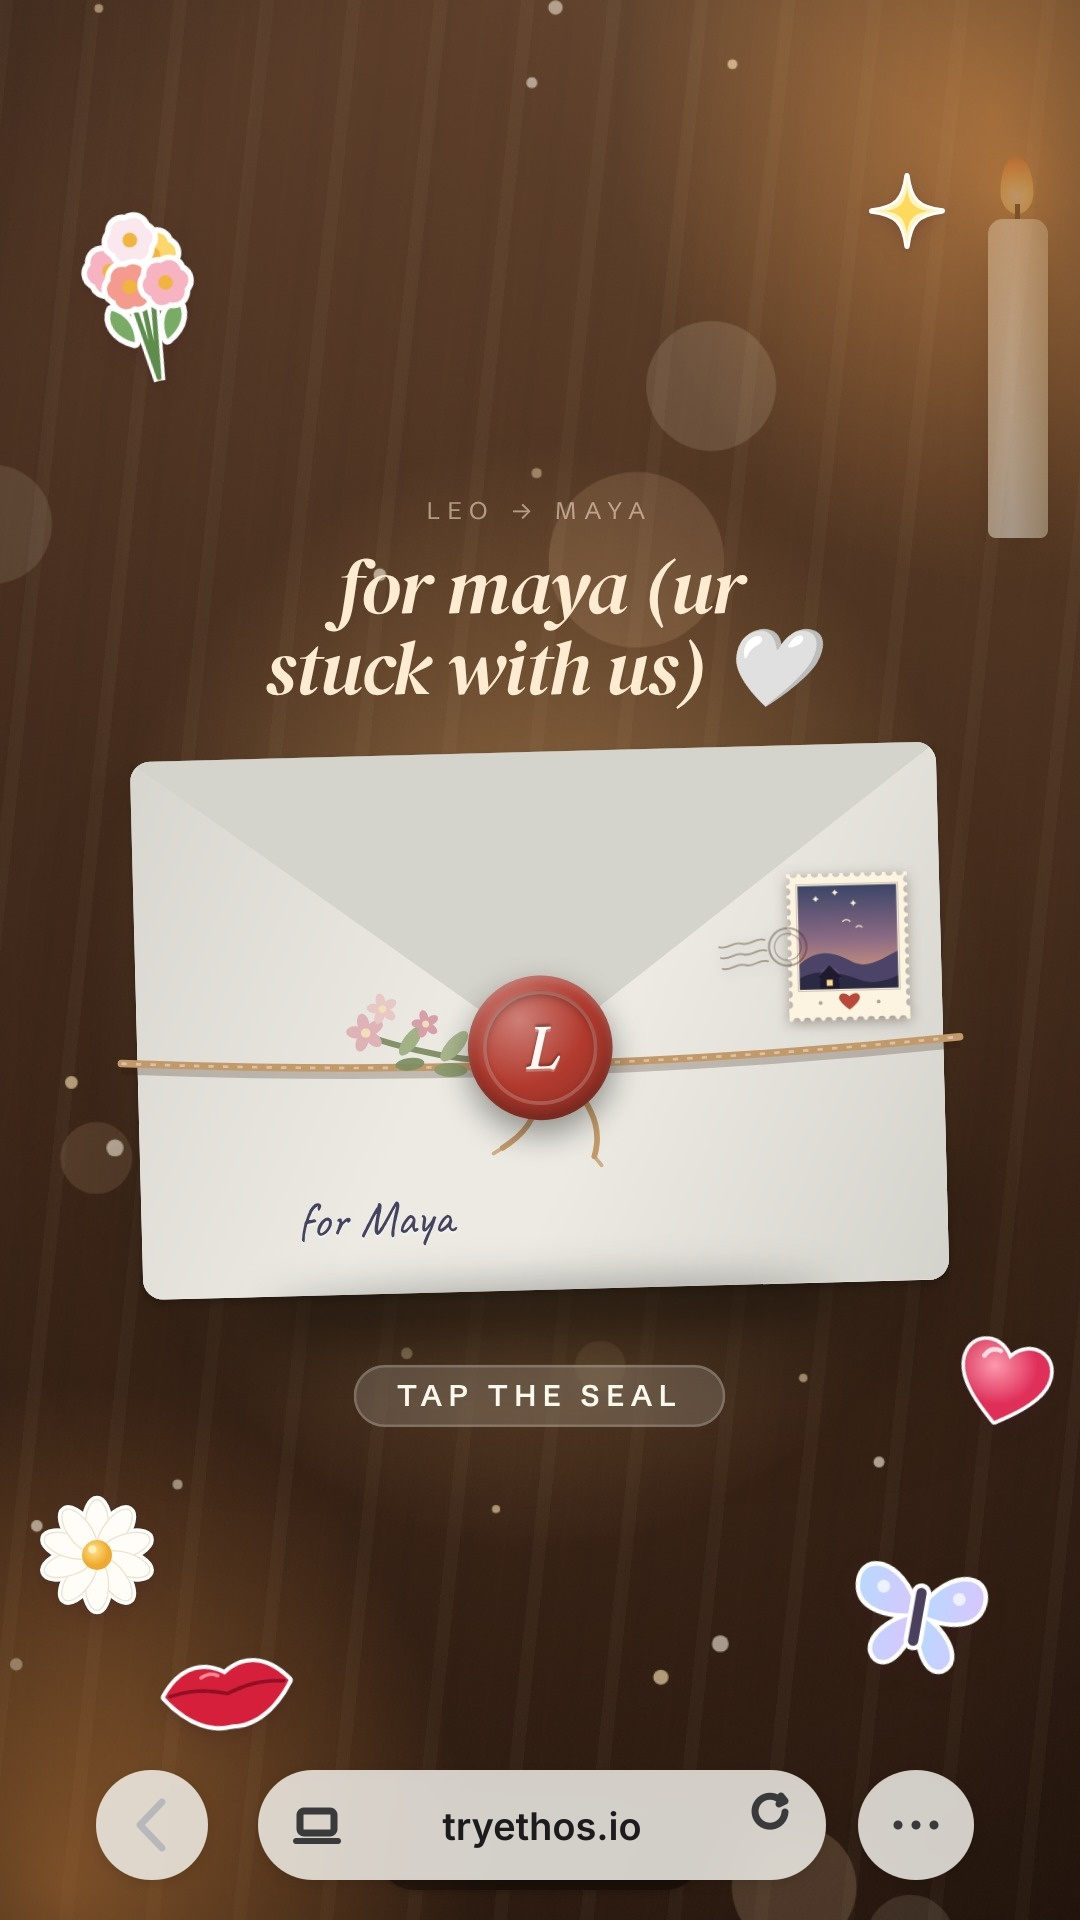 LEO → MAYA
for maya (ur
stuck with us) 🤍
L
for Maya
TAP THE SEAL
tryethos.io